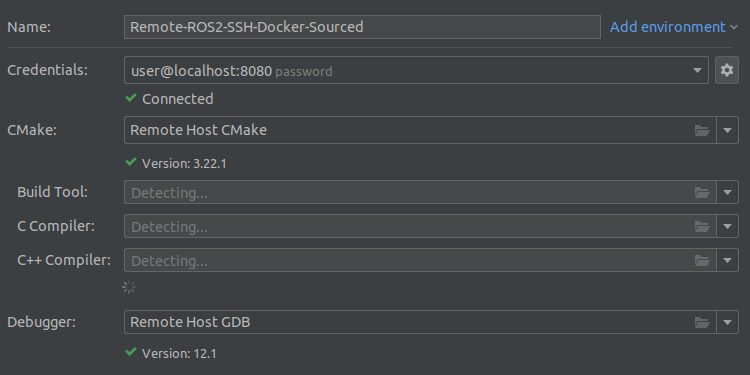 Name: Remote-ROS2-SSH-Docker-Sourced Add environment
Credentials: user@localhost:8080 password
Connected
CMake: Remote Host CMake
Version: 3.22.1
Build Tool: Detecting...
C Compiler: Detecting...
C++ Compiler: Detecting...
Debugger: Remote Host GDB
Version: 12.1